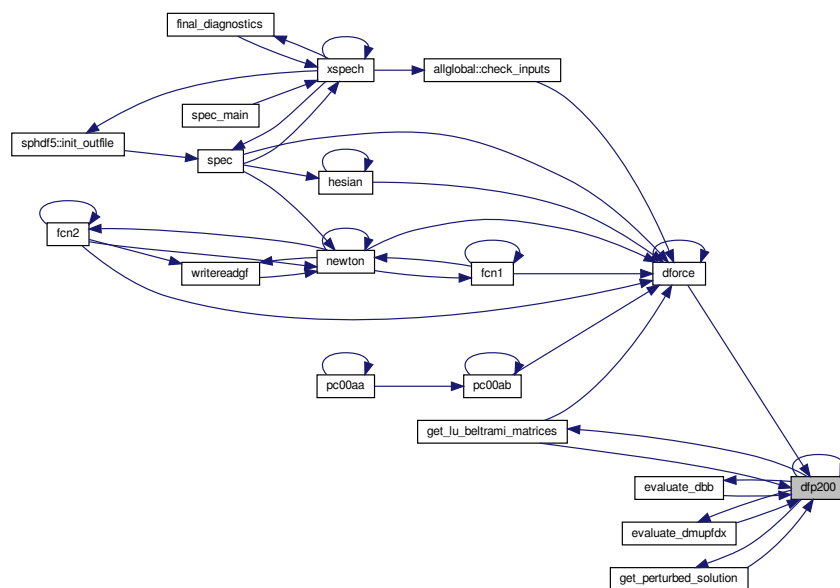 final_diagnostics
xspech
allglobal::check_inputs
spec_main
sphdf5::init_outfile
spec
hesian
fcn2
newton
writereadgf
fcn1
dforce
pc00aa
pc00ab
get_lu_beltrami_matrices
evaluate_dbb
dfp200
evaluate_dmupfdx
get_perturbed_solution